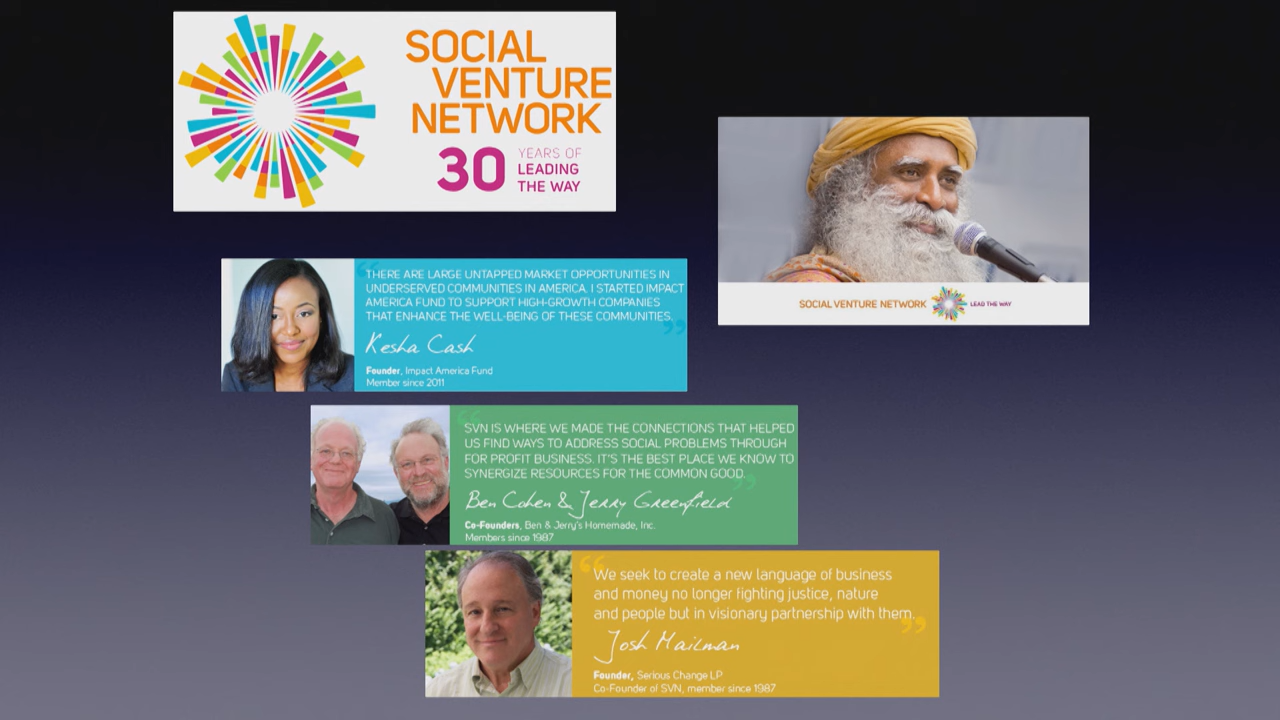 SOCIAL
VENTURE
NETWORK
30
YEARS OF
LEADING
THE WAY
SOCIAL VENTURE NETWORK
LEAD THE WAY
“THERE ARE LARGE UNTAPPED MARKET OPPORTUNITIES IN
UNDERSERVED COMMUNITIES IN AMERICA. I STARTED IMPACT
AMERICA FUND TO SUPPORT HIGH-GROWTH COMPANIES
THAT ENHANCE THE WELL-BEING OF THESE COMMUNITIES.”
Kesha Cash
Founder, Impact America Fund
Member since 2011
“SVN IS WHERE WE MADE THE CONNECTIONS THAT HELPED
US FIND WAYS TO ADDRESS SOCIAL PROBLEMS THROUGH
FOR PROFIT BUSINESS. IT'S THE BEST PLACE WE KNOW TO
SYNERGIZE RESOURCES FOR THE COMMON GOOD.”
Ben Cohen & Jerry Greenfield
Co-Founders, Ben & Jerry's Homemade, Inc.
Members since 1987
“We seek to create a new language of business
and money no longer fighting justice, nature
and people but in visionary partnership with them.”
Josh Mailman
Founder, Serious Change LP
Co-Founder of SVN, member since 1987